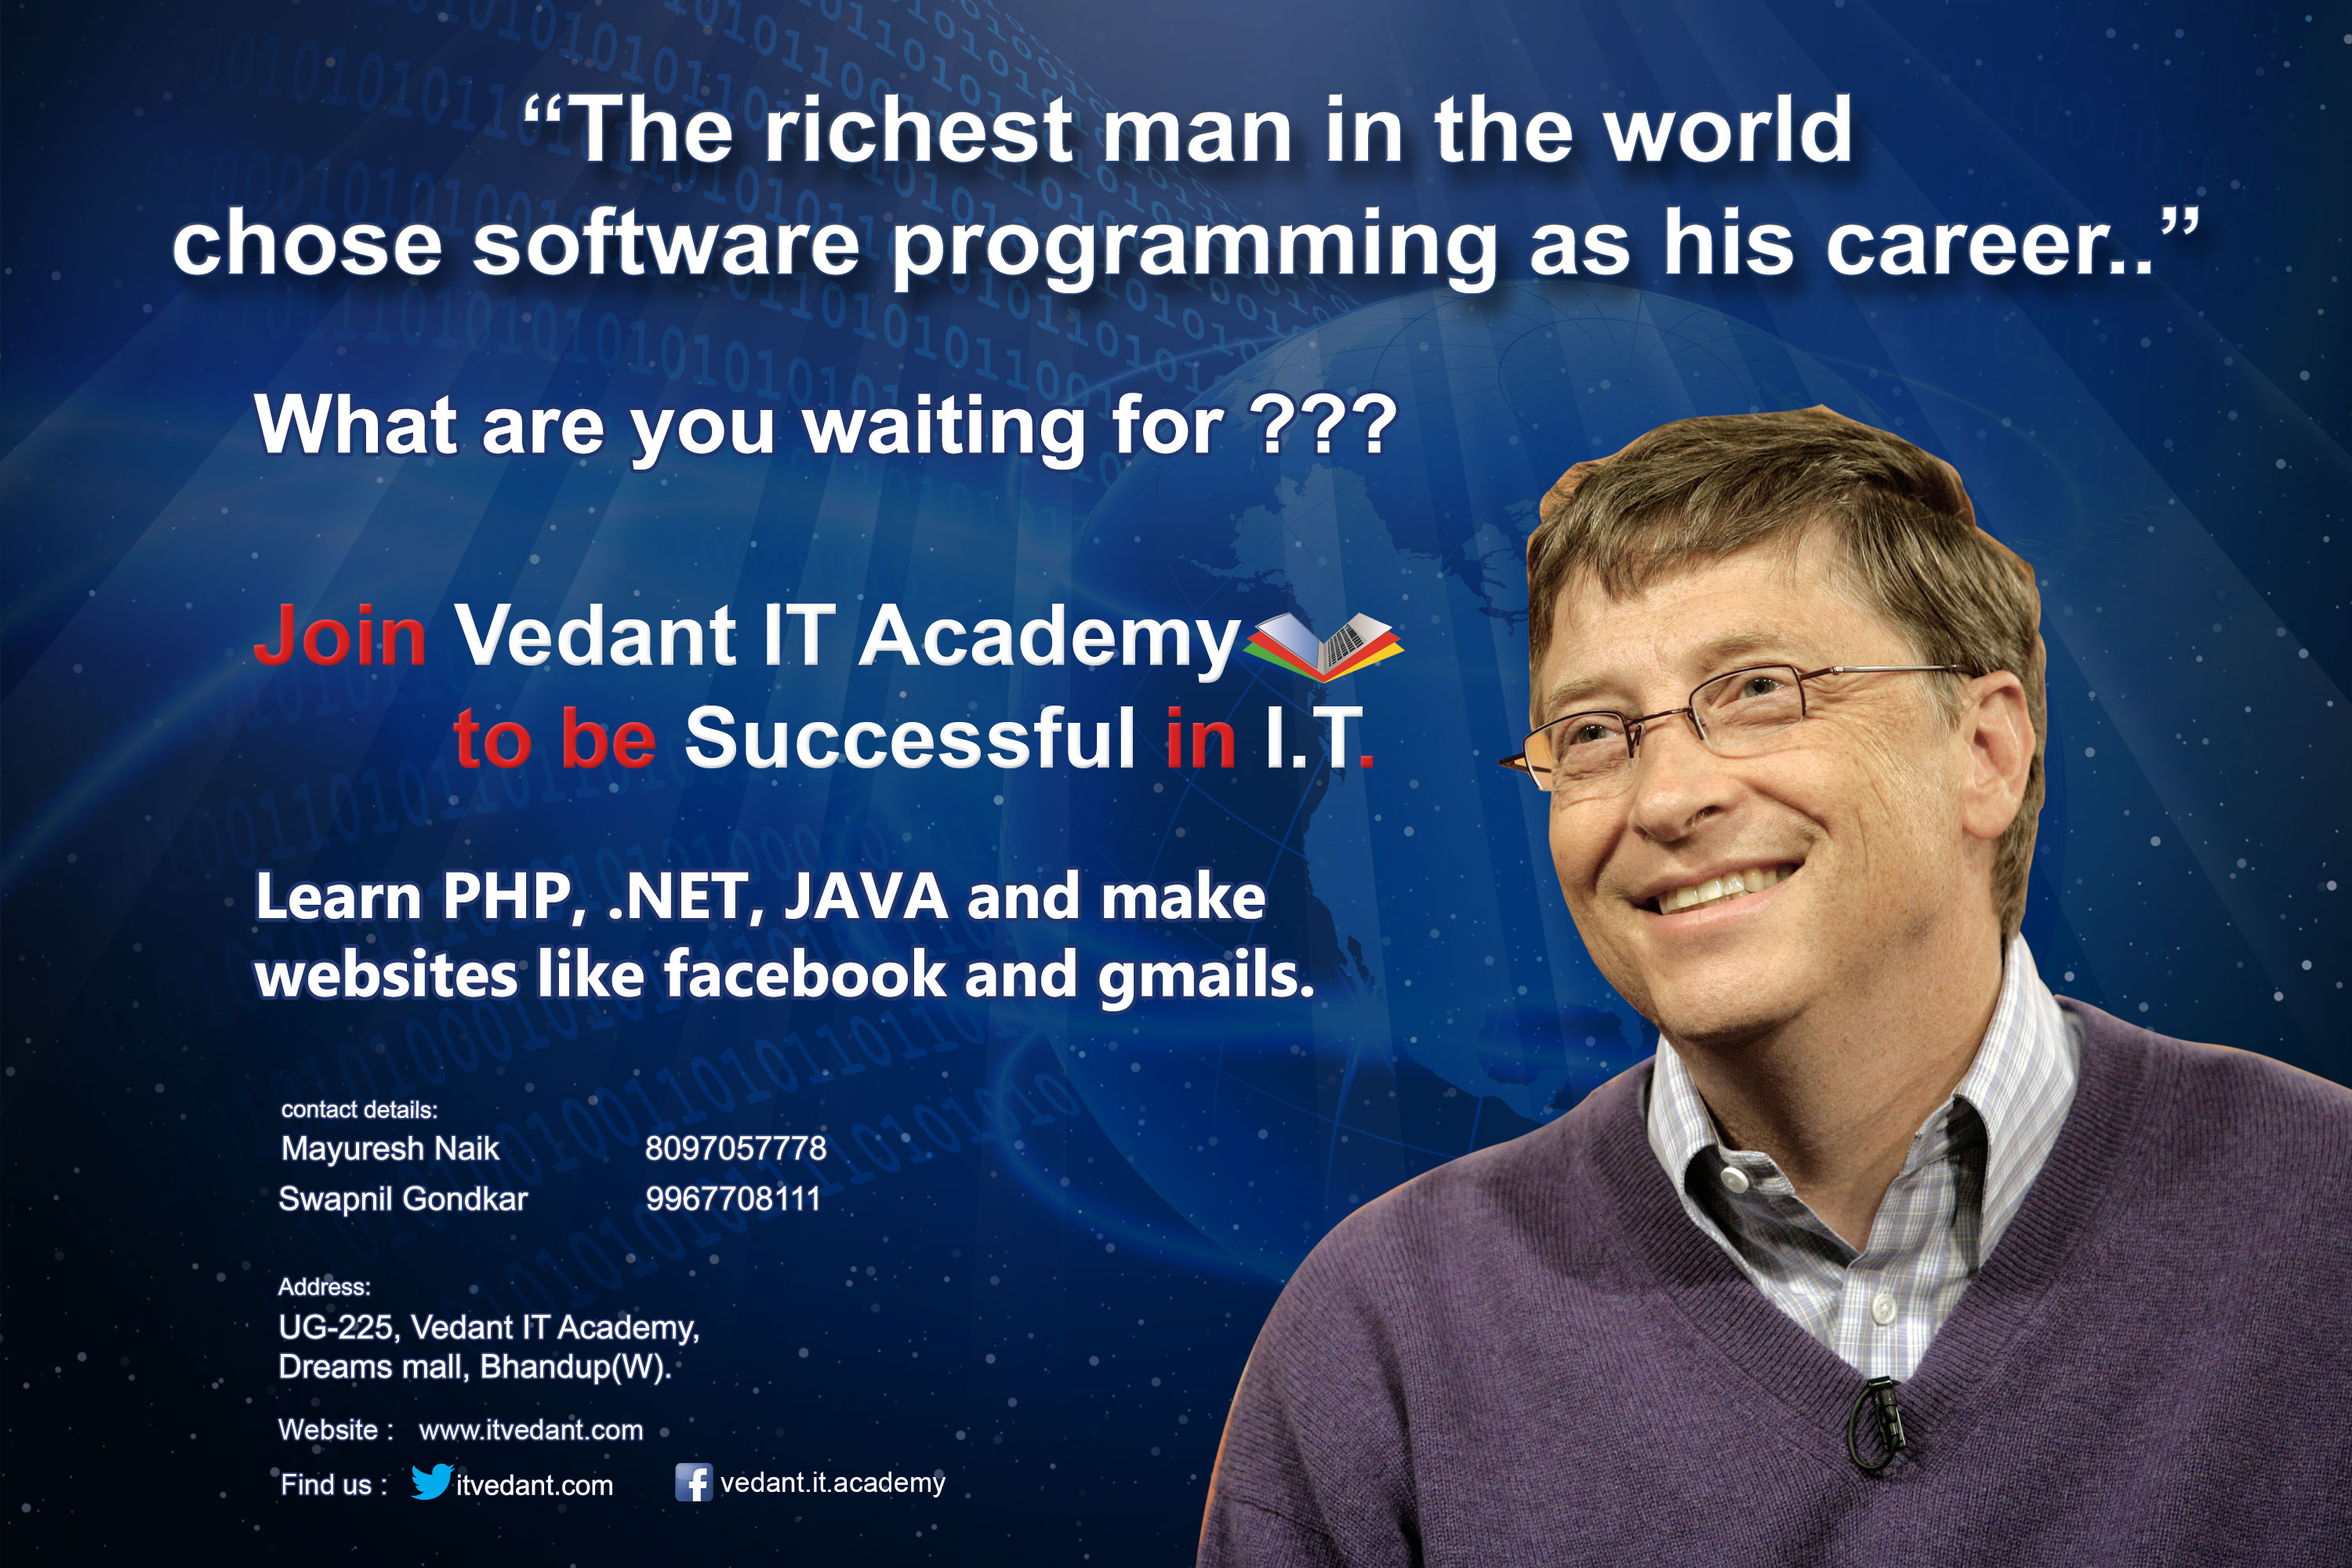 “The richest man in the world
chose software programming as his career..”
What are you waiting for ???
Join Vedant IT Academy
to be Successful in I.T.
Learn PHP, .NET, JAVA and make
websites like facebook and gmails.
contact details:
Mayuresh Naik 8097057778
Swapnil Gondkar 9967708111
Address:
UG-225, Vedant IT Academy,
Dreams mall, Bhandup(W).
Website : www.itvedant.com
Find us : itvedant.com f vedant.it.academy